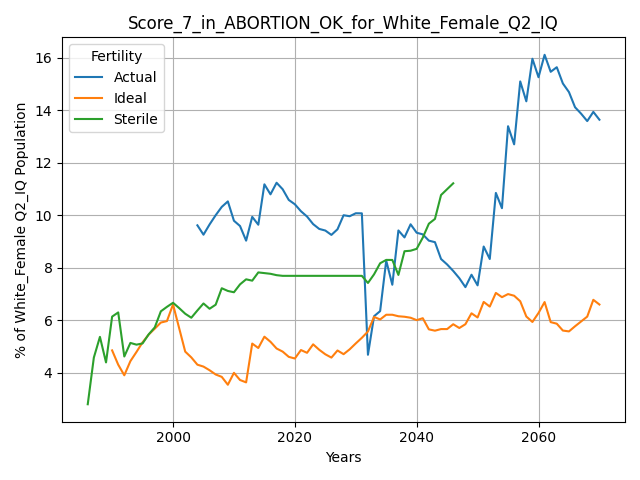 Score_7_in_ABORTION_OK_for_White_Female_Q2_IQ
Fertility
Actual
Ideal
Sterile
% of White_Female Q2_IQ Population
16
14
12
10
8
6
4
2000
2020
2040
2060
Years